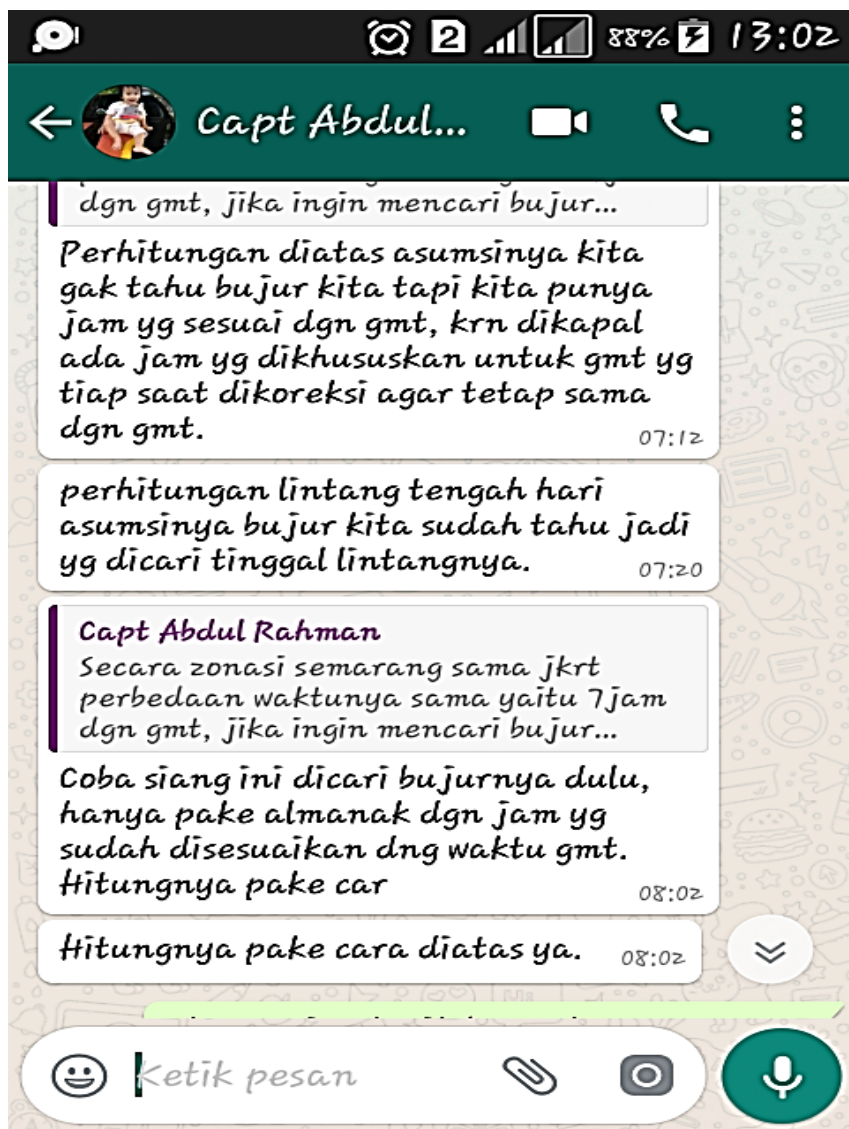 2 88% 13:02
Capt Abdul...
dgn gmt, jika ingin mencari bujur...
Perhitungan diatas asumsinya kita
gak tahu bujur kita tapi kita punya
jam yg sesuai dgn gmt, krn dikapal
ada jam yg dikhususkan untuk gmt yg
tiap saat dikoreksi agar tetap sama
dgn gmt.
07:12
perhitungan lintang tengah hari
asumsinya bujur kita sudah tahu jadi
yg dicari tinggal lintangnya.
07:20
Capt Abdul Rahman
Secara zonasi semarang sama jkrt
perbedaan waktunya sama yaitu 7jam
dgn gmt, jika ingin mencari bujur...
Coba siang ini dicari bujurnya dulu,
hanya pake almanak dgn jam yg
sudah disesuaikan dng waktu gmt.
Hitungnya pake car
08:02
Hitungnya pake cara diatas ya.
08:02
Ketik pesan